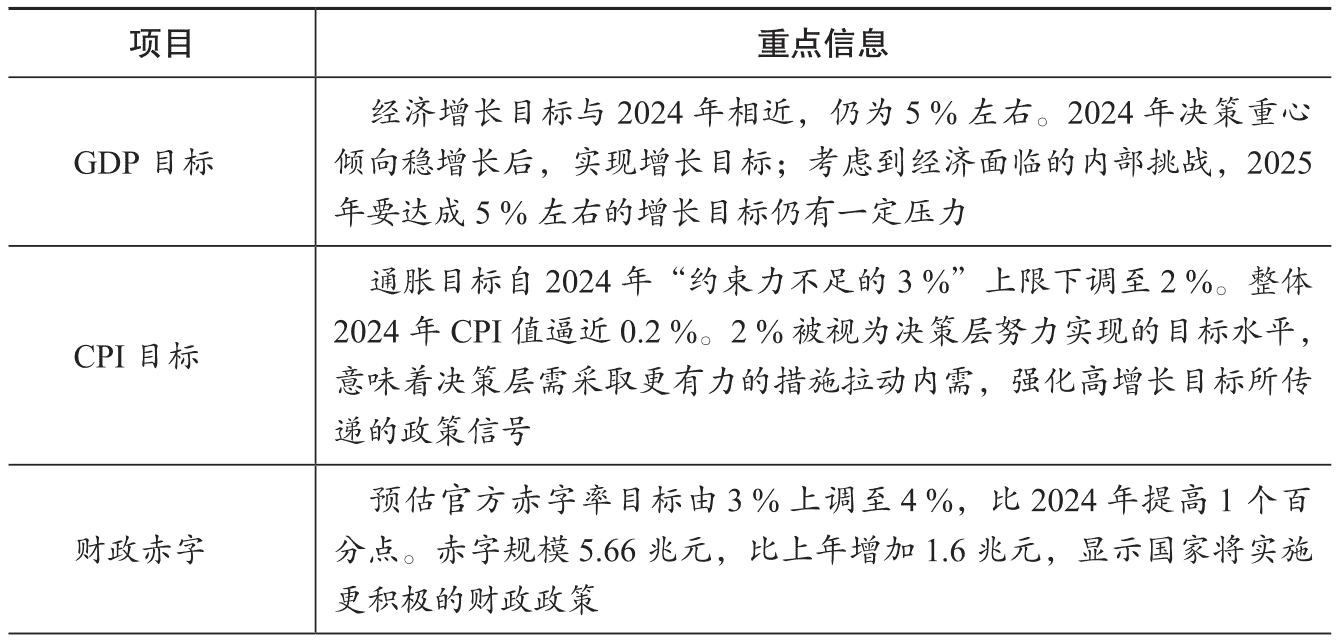 项目
重点信息
GDP 目标
经济增长目标与 2024 年相近，仍为 5 % 左右。2024 年决策重心
倾向稳增长后，实现增长目标；考虑到经济面临的内部挑战，2025
年要达成 5 % 左右的增长目标仍有一定压力
CPI 目标
通胀目标自 2024 年“约束力不足的 3 %”上限下调至 2 %。整体
2024 年 CPI 值逼近 0.2 %。2 % 被视为决策层努力实现的目标水平，
意味着决策层需采取更有力的措施拉动内需，强化高增长目标所传
递的政策信号
财政赤字
预估官方赤字率目标由 3 % 上调至 4 %，比 2024 年提高 1 个百
分点。赤字规模 5.66 兆元，比上年增加 1.6 兆元，显示国家将实施
更积极的财政政策